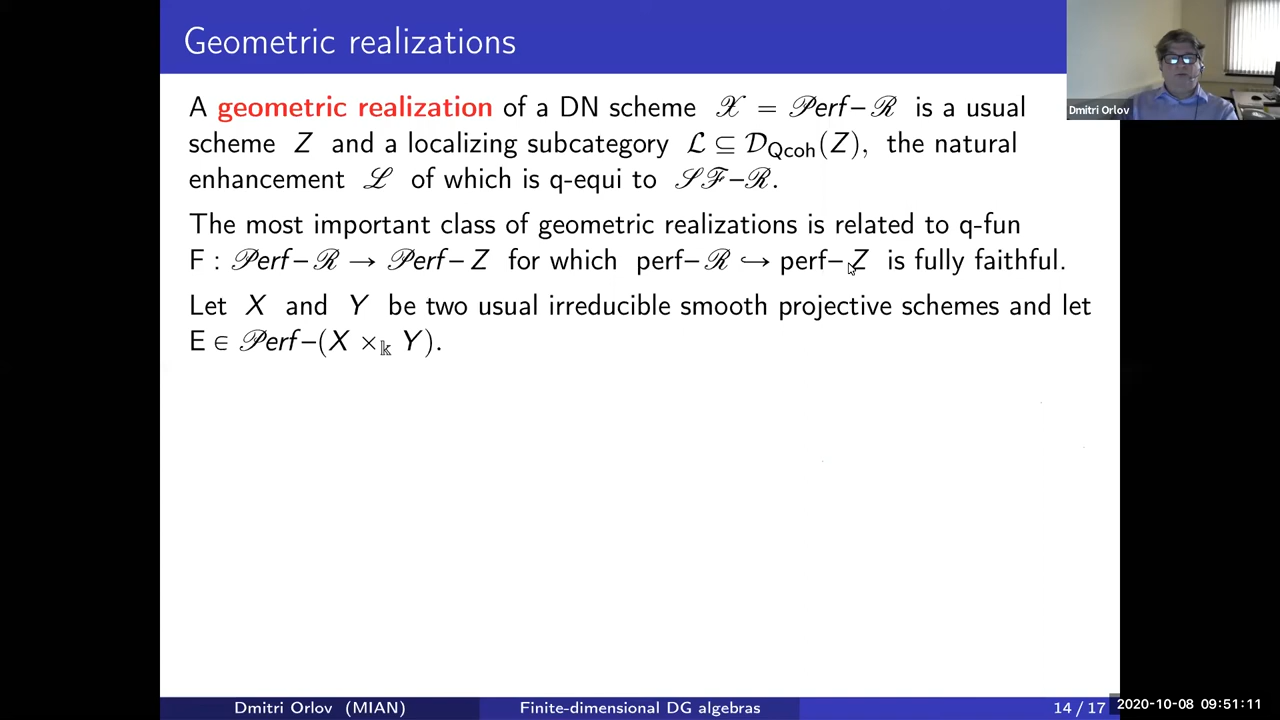 Geometric realizations
Dmitri Orlov
A geometric realization of a DN scheme 𝒳 = 𝒫erf−ℛ is a usual
scheme Z and a localizing subcategory ℒ ⊆ 𝒟_Qcoh(Z), the natural
enhancement ℒ of which is q-equi to 𝒮ℱ−ℛ.
The most important class of geometric realizations is related to q-fun
F : 𝒫erf−ℛ → 𝒫erf−Z for which perf−ℛ ↪ perf−Z is fully faithful.
Let X and Y be two usual irreducible smooth projective schemes and let
E ∈ 𝒫erf−(X ×_𝕜 Y).
Dmitri Orlov (MIAN) Finite-dimensional DG algebras 14 / 17
2020-10-08 09:51:11